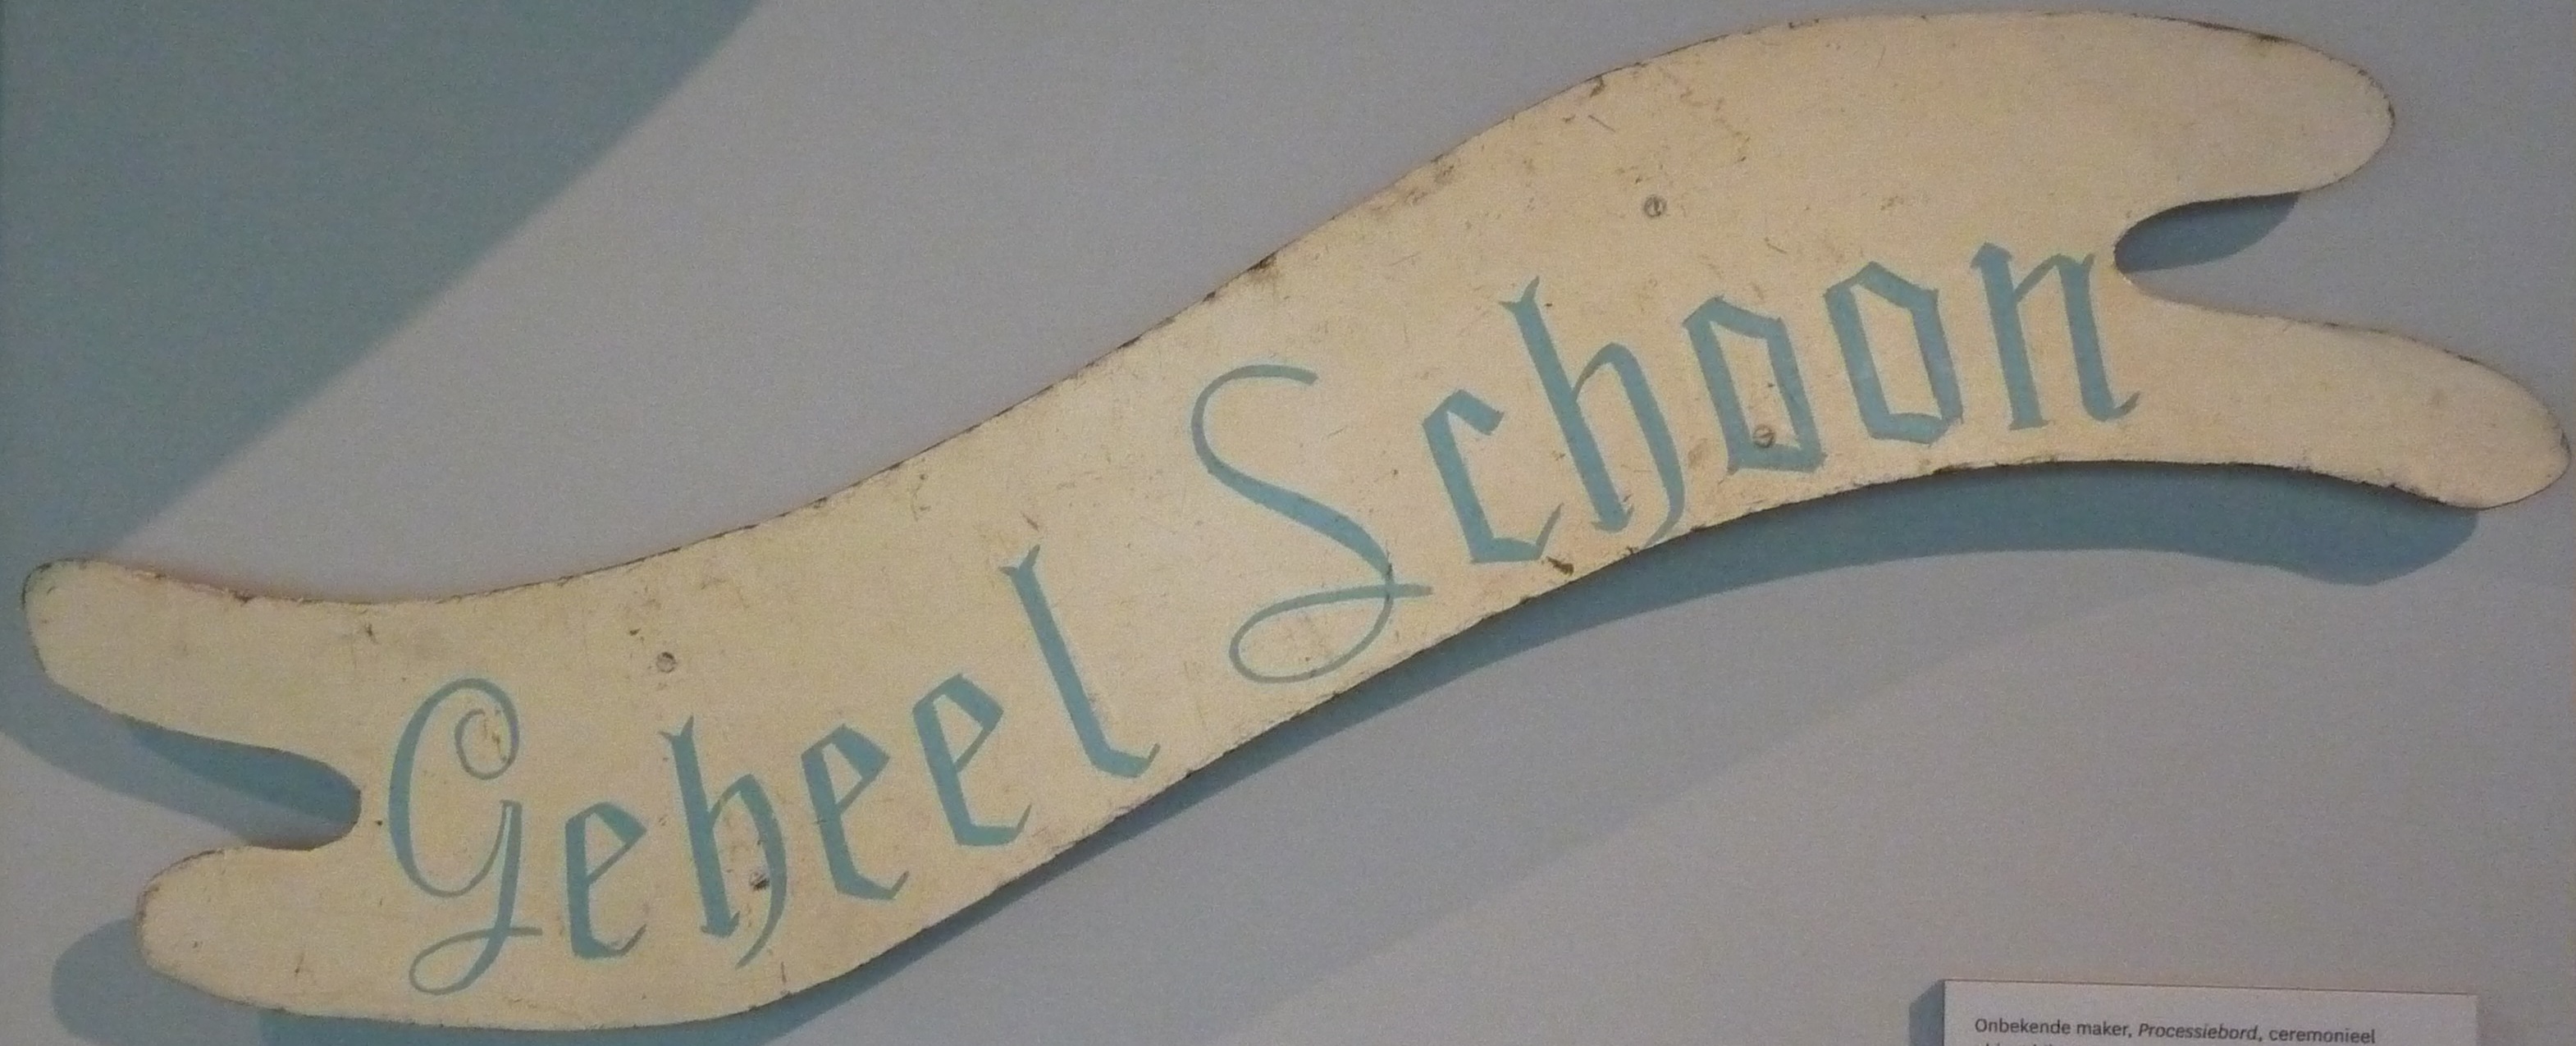 Geheel Schoon
Onbekende maker, Processiebord, ceremonieel